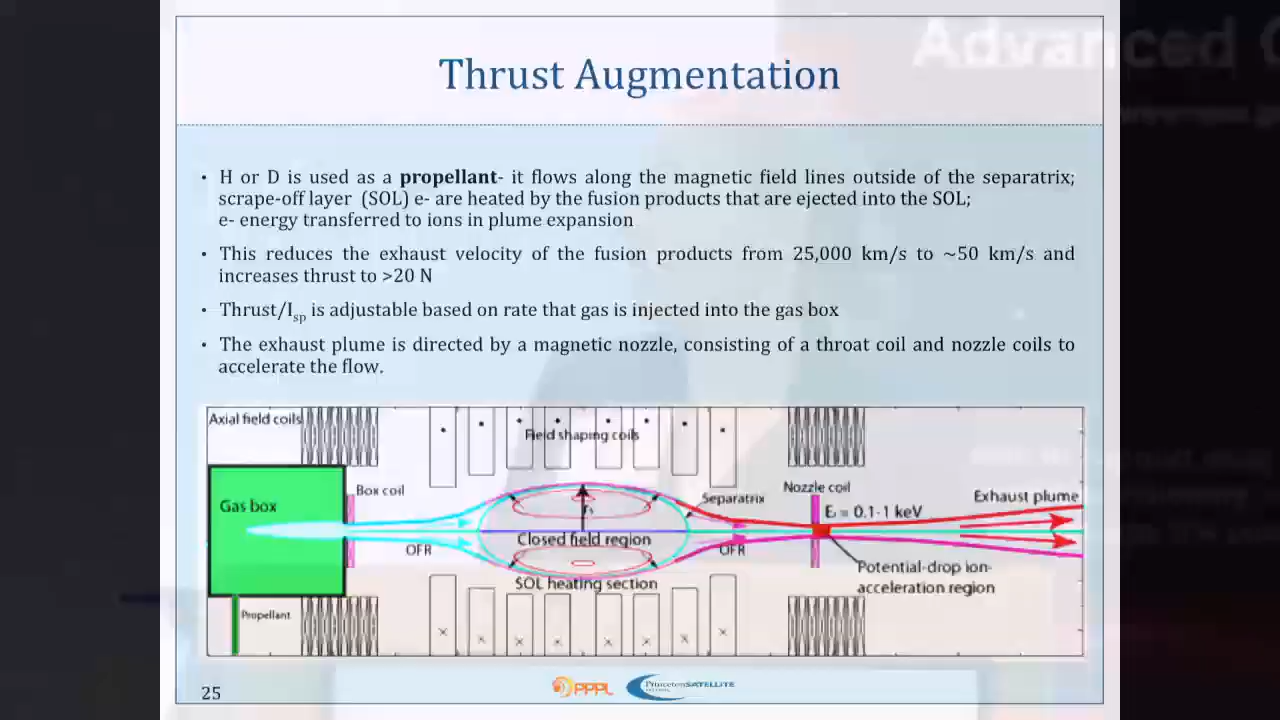 Advanced
Thrust Augmentation
• H or D is used as a propellant- it flows along the magnetic field lines outside of the separatrix;
scrape-off layer (SOL) e- are heated by the fusion products that are ejected into the SOL;
e- energy transferred to ions in plume expansion
• This reduces the exhaust velocity of the fusion products from 25,000 km/s to ~50 km/s and
increases thrust to >20 N
• Thrust/Isp is adjustable based on rate that gas is injected into the gas box
• The exhaust plume is directed by a magnetic nozzle, consisting of a throat coil and nozzle coils to
accelerate the flow.
Axial field coils
Field shaping coils
Box coil
Separatrix
Nozzle coil
Exhaust plume
Gas box
Eᵢ = 0.1-1 keV
Closed field region
OFR
OFR
SOL heating section
Potential-drop ion-
acceleration region
Propellant
25
PPPL
Princeton SATELLITE